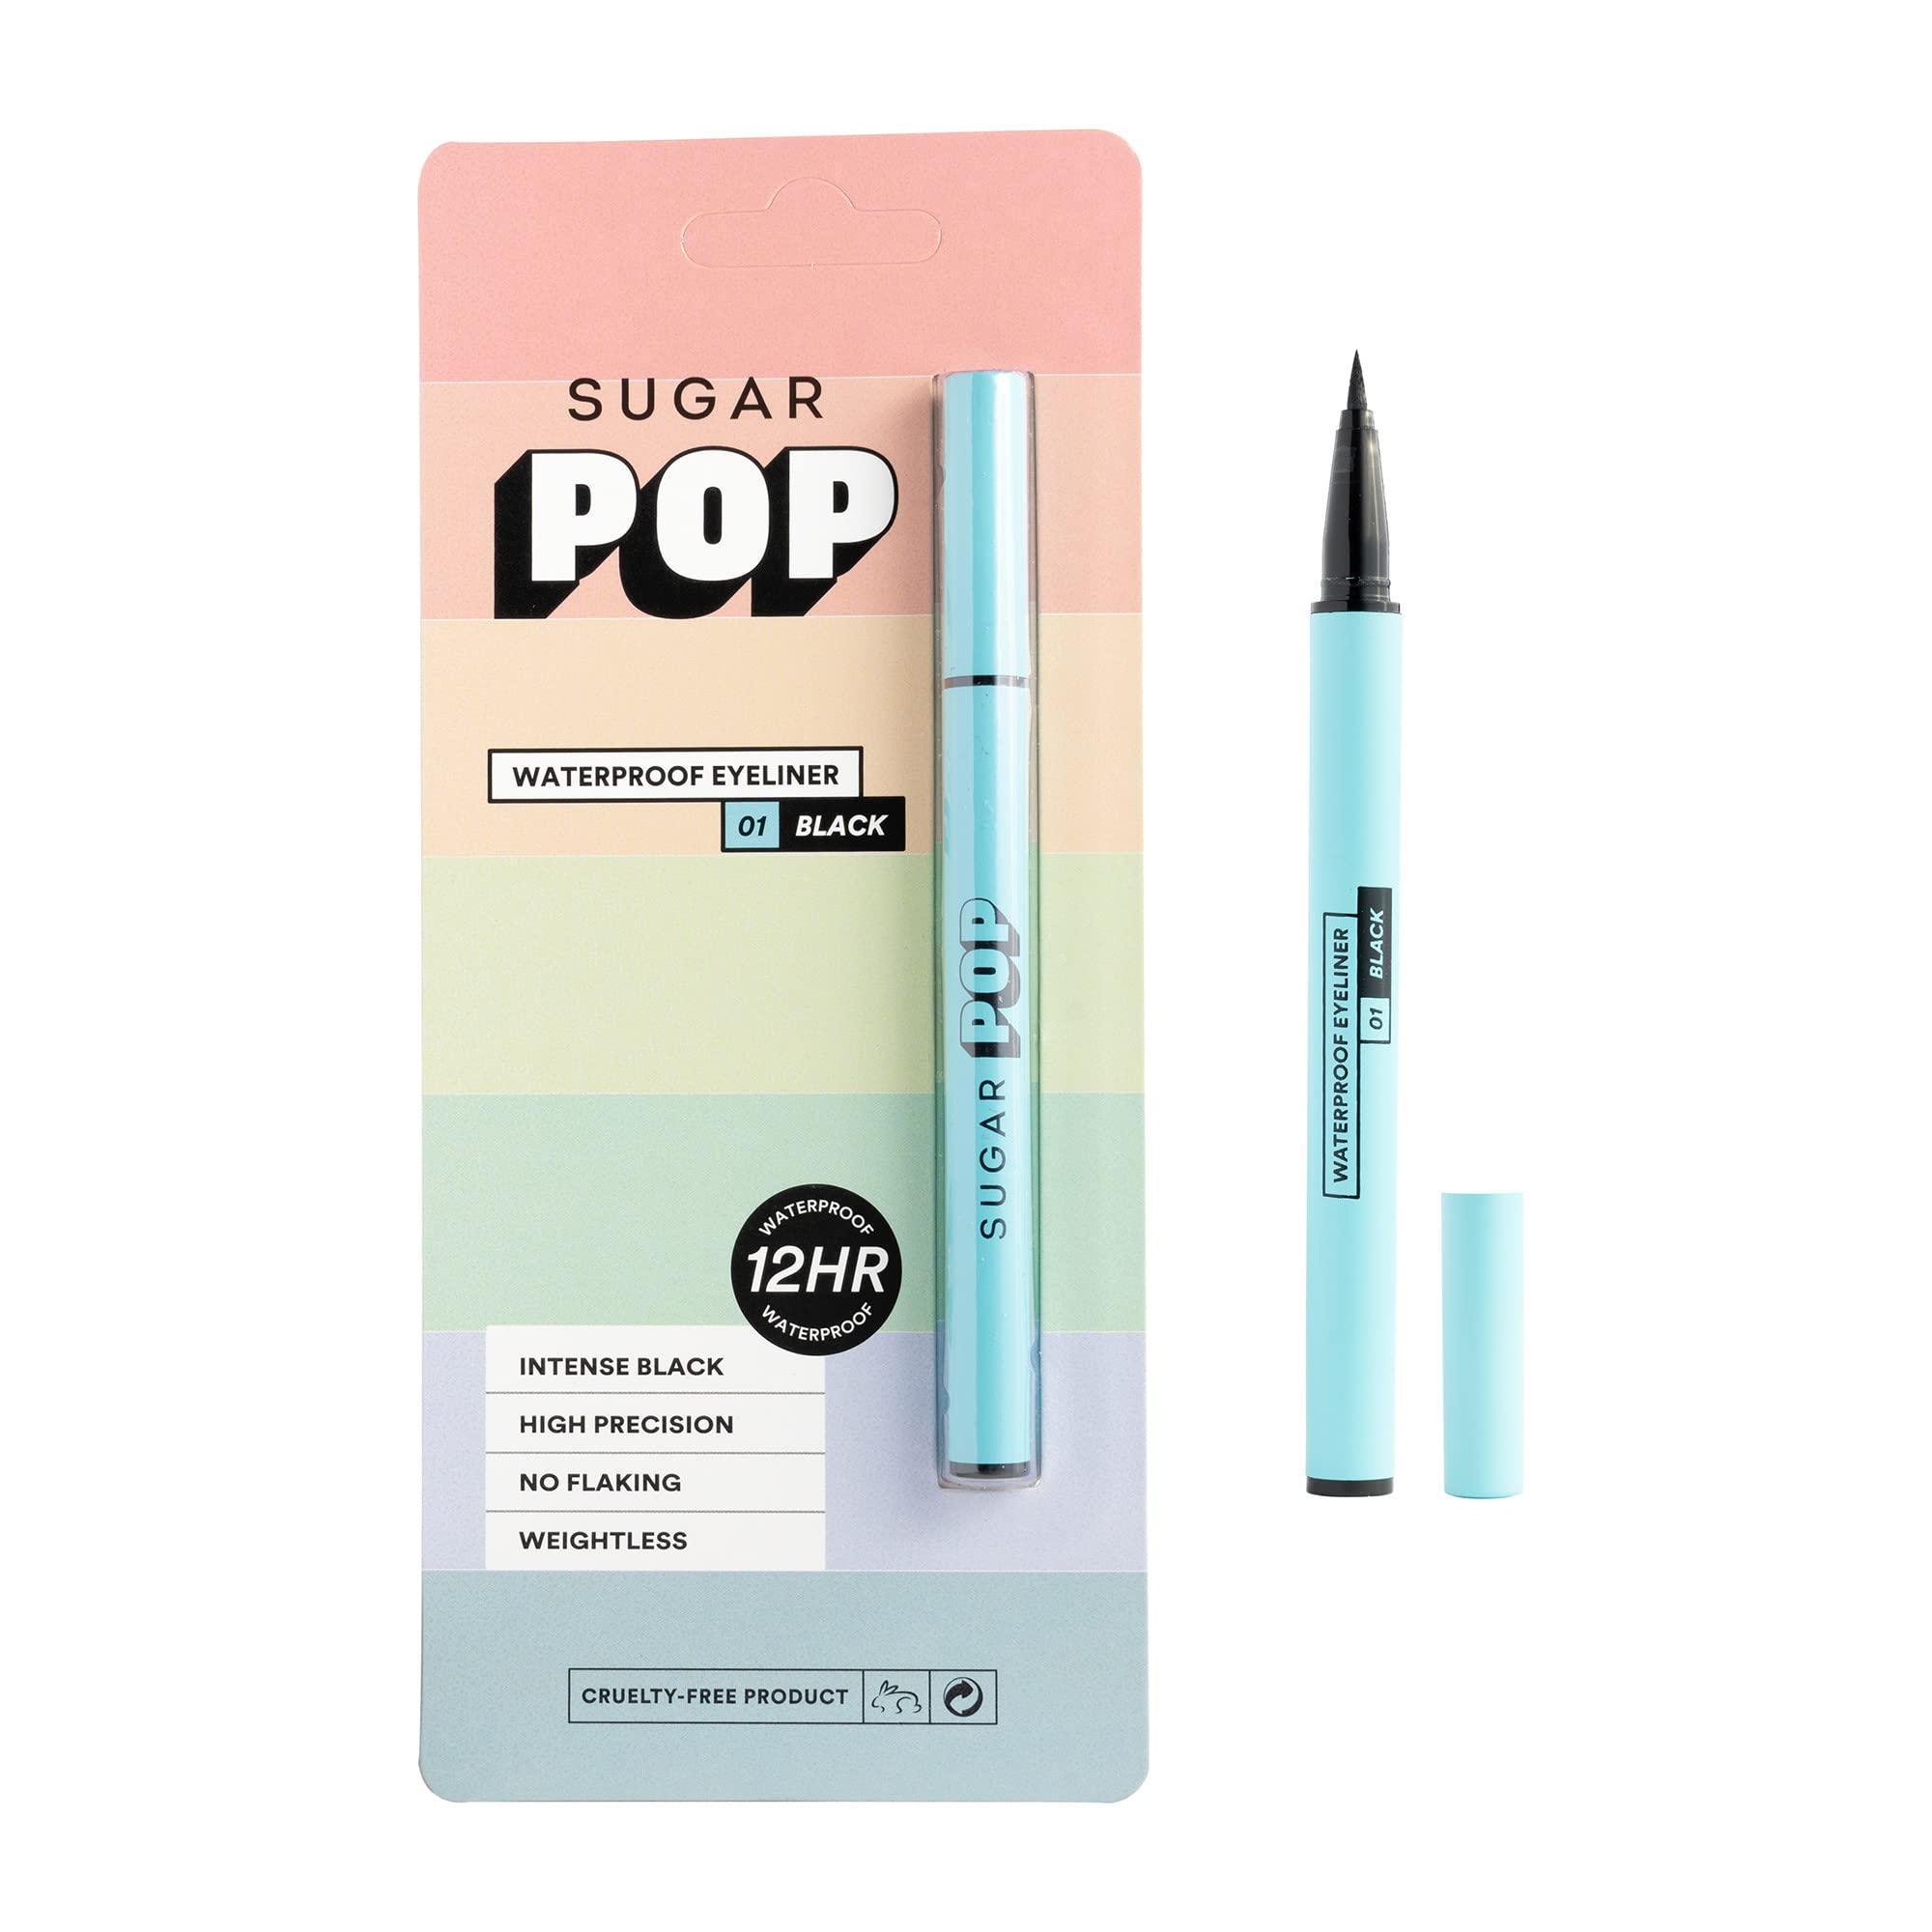 SUGAR
POP
WATERPROOF EYELINER
01 BLACK
WATERPROOF
12HR
WATERPROOF
INTENSE BLACK
HIGH PRECISION
NO FLAKING
WEIGHTLESS
CRUELTY-FREE PRODUCT
SUGAR POP
WATERPROOF EYELINER
01 BLACK